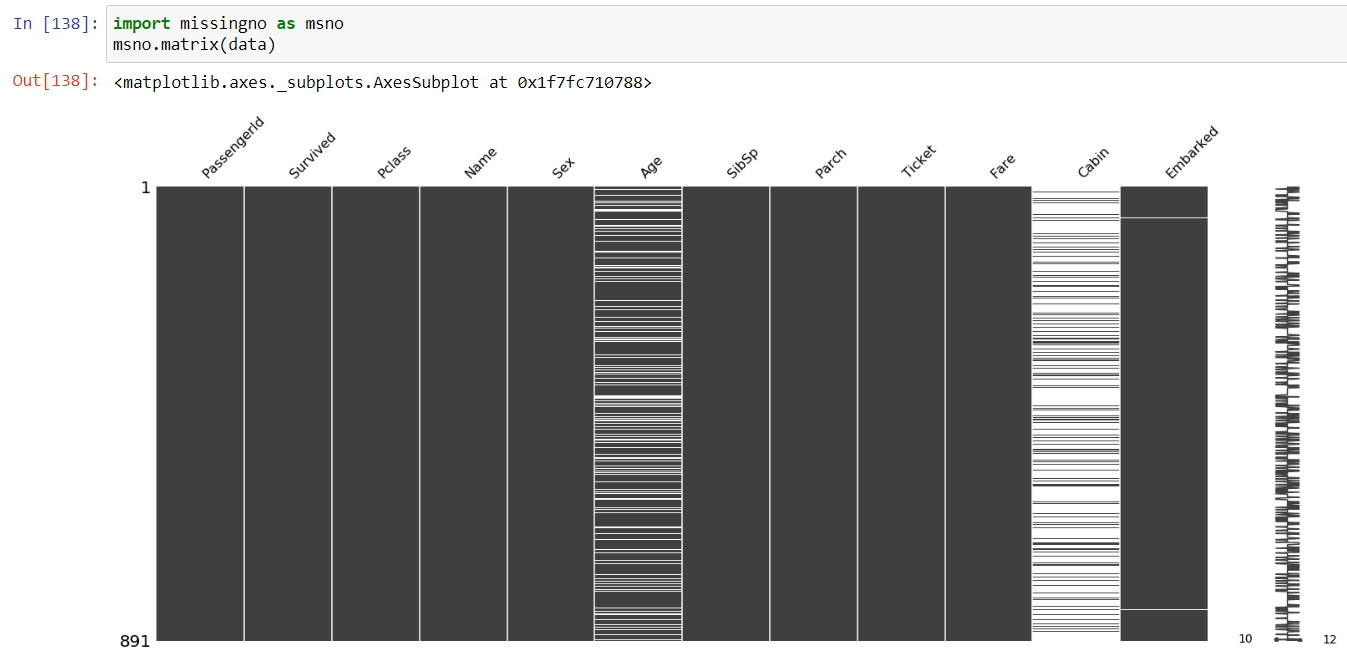 In [138]: import missingno as msno
msno.matrix(data)
Out[138]: <matplotlib.axes._subplots.AxesSubplot at 0x1f7fc710788>
PassengerId Survived Pclass Name Sex Age SibSp Parch Ticket Fare Cabin Embarked
1
891
10 12